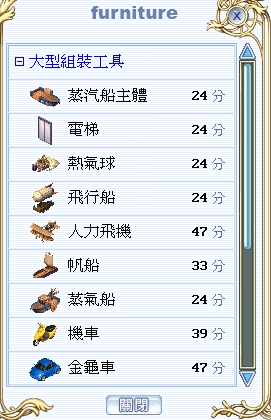 furniture
大型組裝工具
蒸汽船主體 24 分
電梯 24 分
熱氣球 24 分
飛行船 24 分
人力飛機 47 分
帆船 33 分
蒸氣船 24 分
機車 39 分
金龜車 47 分
關閉